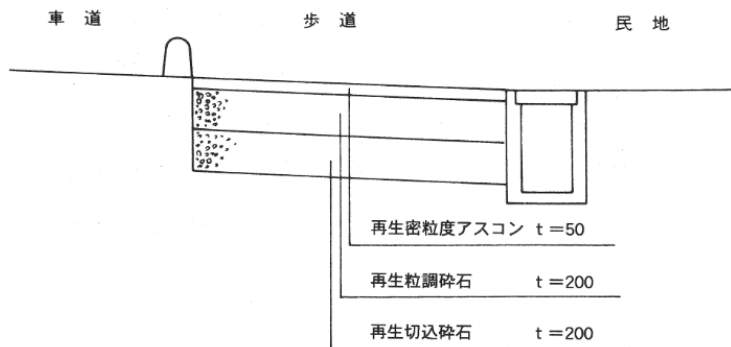 車道 歩道 民地
再生密粒度アスコン t=50
再生粒調砕石 t=200
再生切込砕石 t=200